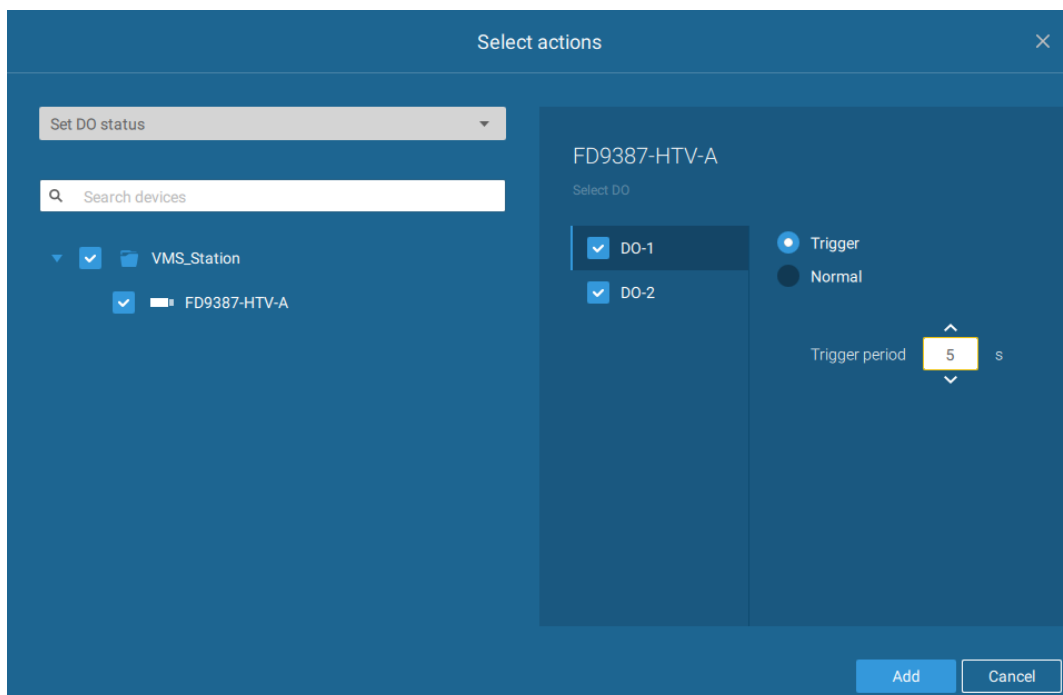 Select actions
Set DO status
Search devices
VMS_Station
FD9387-HTV-A
FD9387-HTV-A
Select DO
DO-1
DO-2
Trigger
Normal
Trigger period 5 s
Add Cancel